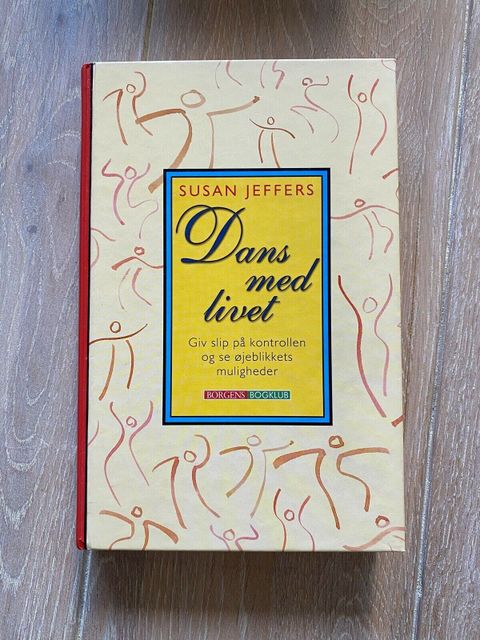 SUSAN JEFFERS
Dans
med
livet
Giv slip på kontrollen
og se øjeblikkets
muligheder
BORGENS BOGKLUB